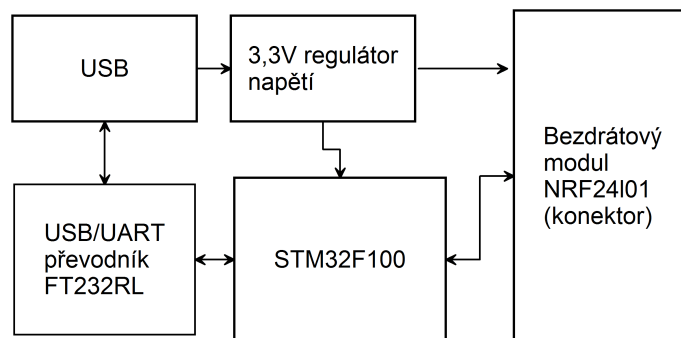 USB
3,3V regulátor
napětí
Bezdrátový
modul
NRF24l01
(konektor)
USB/UART
převodník
FT232RL
STM32F100